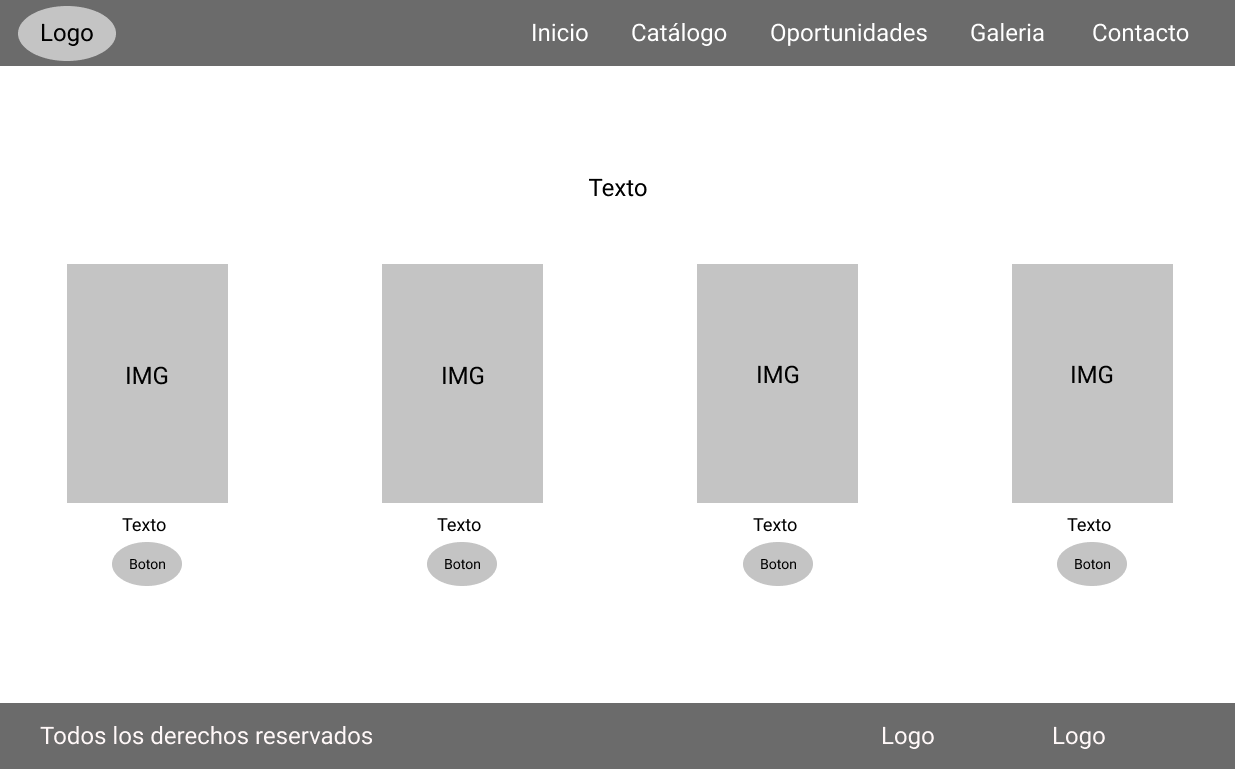 Logo Inicio Catálogo Oportunidades Galeria Contacto
Texto
IMG IMG IMG IMG
Texto Texto Texto Texto
Boton Boton Boton Boton
Todos los derechos reservados Logo Logo